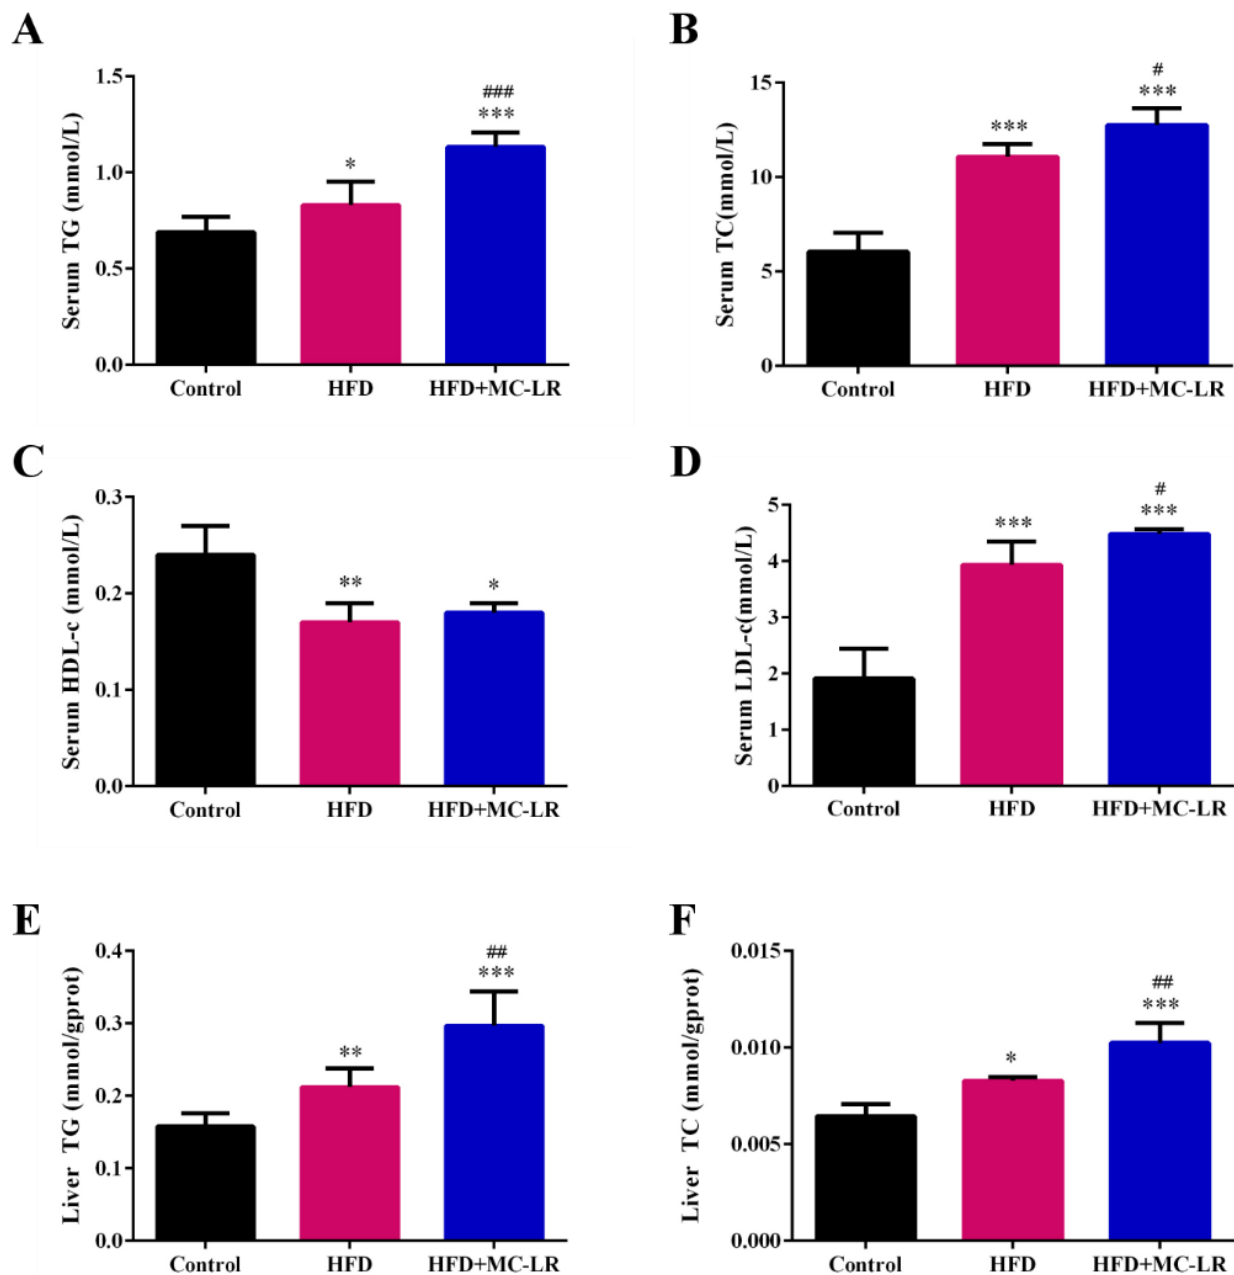 A
Serum TG (mmol/L)
1.5
1.0
0.5
0.0
*
###
***
Control HFD HFD+MC-LR
B
Serum TC(mmol/L)
15
10
5
0
***
#
***
Control HFD HFD+MC-LR
C
Serum HDL-c (mmol/L)
0.3
0.2
0.1
0.0
**
*
Control HFD HFD+MC-LR
D
Serum LDL-c(mmol/L)
5
4
3
2
1
0
***
#
***
Control HFD HFD+MC-LR
E
Liver TG (mmol/gprot)
0.4
0.3
0.2
0.1
0.0
**
##
***
Control HFD HFD+MC-LR
F
Liver TC (mmol/gprot)
0.015
0.010
0.005
0.000
*
##
***
Control HFD HFD+MC-LR